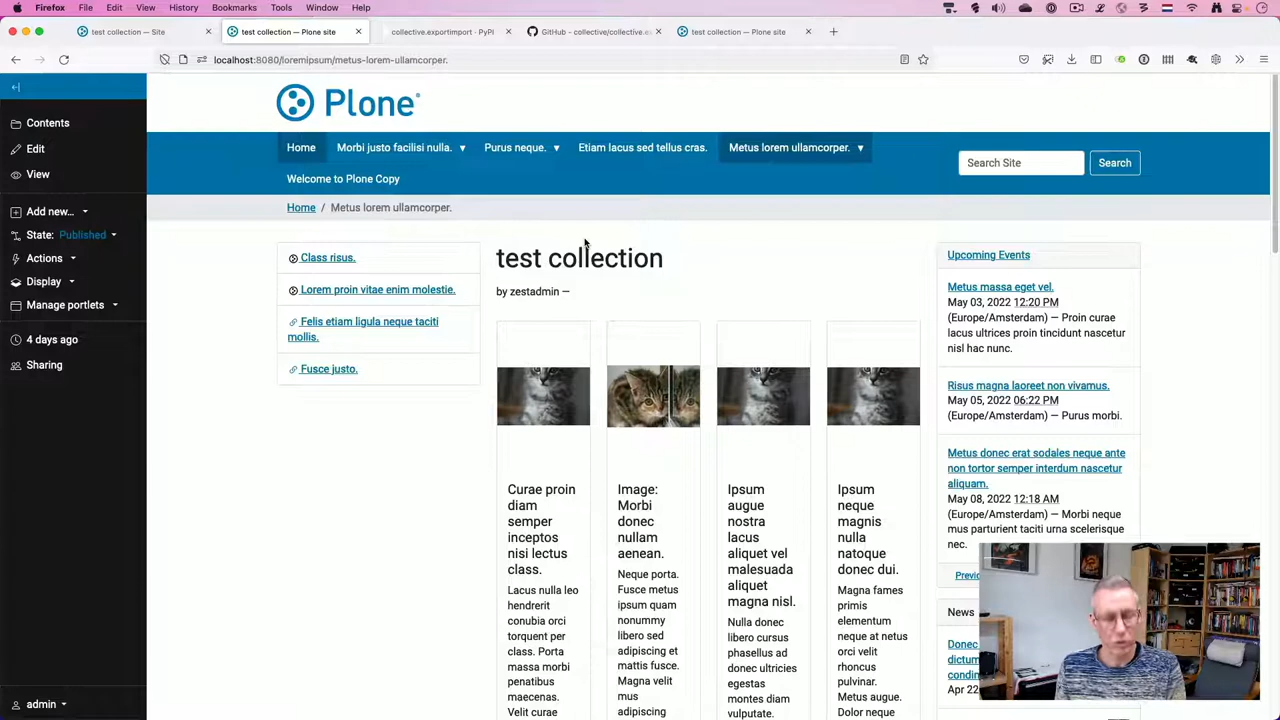 Firefox File Edit View History Bookmarks Tools Window Help
test collection — Site
test collection — Plone site
collective.exportimport · PyPI
GitHub - collective/collective.e
test collection — Plone site
localhost:8080/loremipsum/metus-lorem-ullamcorper.
Plone
Contents
Edit
View
Add new...
State: Published
Actions
Display
Manage portlets
4 days ago
Sharing
admin
Home
Morbi justo facilisi nulla.
Purus neque.
Etiam lacus sed tellus cras.
Metus lorem ullamcorper.
Welcome to Plone Copy
Search Site
Search
Home / Metus lorem ullamcorper.
Class risus.
Lorem proin vitae enim molestie.
Felis etiam ligula neque taciti
mollis.
Fusce justo.
test collection
by zestadmin —
Curae proin
diam
semper
inceptos
nisi lectus
class.
Lacus nulla leo
hendrerit
conubia orci
torquent per
class. Porta
massa morbi
penatibus
maecenas.
Velit curae
Image:
Morbi
donec
nullam
aenean.
Neque porta.
Fusce metus
ipsum quam
nonummy
libero sed
adipiscing et
mattis fusce.
Magna velit
mus
adipiscing
Ipsum
augue
nostra
lacus
aliquet vel
malesuada
aliquet
magna nisl.
Nulla donec
libero cursus
phasellus ad
donec ultricies
egestas
montes diam
vulputate.
Ipsum
neque
magnis
nulla
natoque
donec dui.
Magna fames
primis
elementum
neque at netus
orci velit
rhoncus
pulvinar.
Metus augue.
Dolor neque
Upcoming Events
Metus massa eget vel.
May 03, 2022 12:20 PM
(Europe/Amsterdam) — Proin curae
lacus ultrices proin tincidunt nascetur
nisl hac nunc.
Risus magna laoreet non vivamus.
May 05, 2022 06:22 PM
(Europe/Amsterdam) — Purus morbi.
Metus donec erat sodales neque ante
non tortor semper interdum nascetur
aliquam.
May 08, 2022 12:18 AM
(Europe/Amsterdam) — Morbi neque
mus parturient taciti urna scelerisque
nec.
Previ
News
Donec
dictum
condin
Apr 22